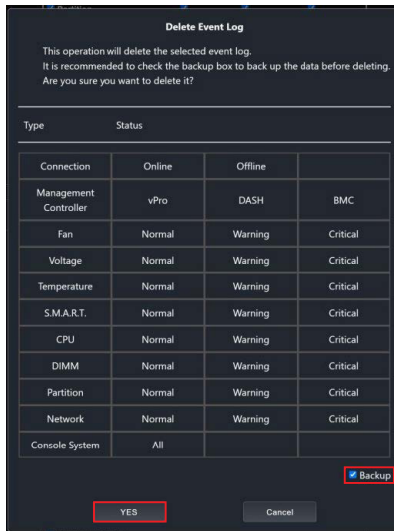 Partition
Delete Event Log
This operation will delete the selected event log.
It is recommended to check the backup box to back up the data before deleting.
Are you sure you want to delete it?
Type Status
Connection Online Offline
Management
Controller vPro DASH BMC
Fan Normal Warning Critical
Voltage Normal Warning Critical
Temperature Normal Warning Critical
S.M.A.R.T. Normal Warning Critical
CPU Normal Warning Critical
DIMM Normal Warning Critical
Partition Normal Warning Critical
Network Normal Warning Critical
Console System All
Backup
YES Cancel